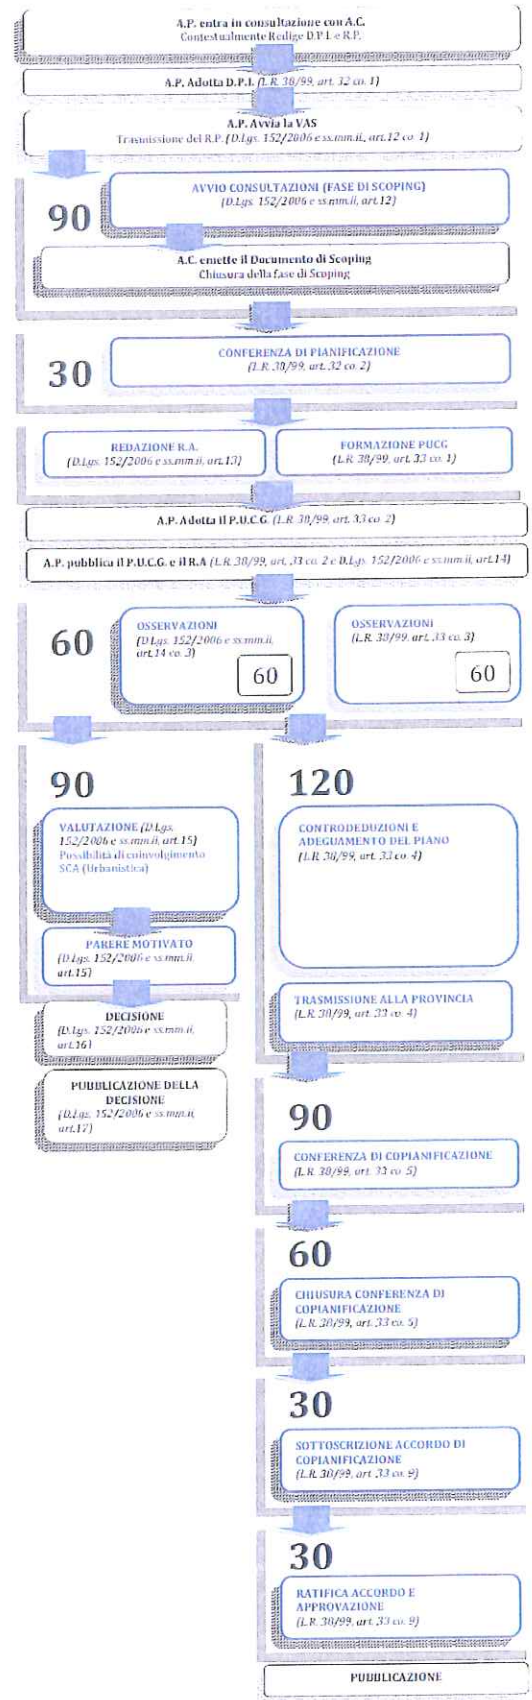 A.P. entra in consultazione con A.C.
Contestualmente Redige D.P.I. e R.P.
A.P. Adotta D.P.I. (L.R. 38/99, art. 32 co. 1)
A.P. Avvia la VAS
Trasmissione del R.P. (D.Lgs. 152/2006 e ss.mm.ii., art.12 co. 1)
90
AVVIO CONSULTAZIONI (FASE DI SCOPING)
(D.Lgs. 152/2006 e ss.mm.ii, art.12)
A.C. emette il Documento di Scoping
Chiusura della fase di Scoping
30
CONFERENZA DI PIANIFICAZIONE
(L.R. 38/99, art. 32 co. 2)
REDAZIONE R.A.
(D.Lgs. 152/2006 e ss.mm.ii, art.13)
FORMAZIONE PUCG
(L.R. 38/99, art. 33 co. 1)
A.P. Adotta il P.U.C.G. (L.R. 38/99, art. 33 co. 2)
A.P. pubblica il P.U.C.G. e il R.A (L.R. 38/99, art. 33 co. 2 e D.Lgs. 152/2006 e ss.mm.ii, art.14)
60
OSSERVAZIONI
(D.Lgs. 152/2006 e ss.mm.ii,
art.14 co. 3)
60
OSSERVAZIONI
(L.R. 38/99, art. 33 co. 3)
60
90
VALUTAZIONE (D.Lgs.
152/2006 e ss.mm.ii, art.15)
Possibilità di coinvolgimento
SCA (Urbanistica)
PARERE MOTIVATO
(D.Lgs. 152/2006 e ss.mm.ii,
art.15)
DECISIONE
(D.Lgs. 152/2006 e ss.mm.ii,
art.16)
PUBBLICAZIONE DELLA
DECISIONE
(D.Lgs. 152/2006 e ss.mm.ii,
art.17)
120
CONTRODEDUZIONI E
ADEGUAMENTO DEL PIANO
(L.R. 38/99, art. 33 co. 4)
TRASMISSIONE ALLA PROVINCIA
(L.R. 38/99, art. 33 co. 4)
90
CONFERENZA DI COPIANIFICAZIONE
(L.R. 38/99, art. 33 co. 5)
60
CHIUSURA CONFERENZA DI
COPIANIFICAZIONE
(L.R. 38/99, art. 33 co. 5)
30
SOTTOSCRIZIONE ACCORDO DI
COPIANIFICAZIONE
(L.R. 38/99, art. 33 co. 9)
30
RATIFICA ACCORDO E
APPROVAZIONE
(L.R. 38/99, art. 33 co. 9)
PUBBLICAZIONE